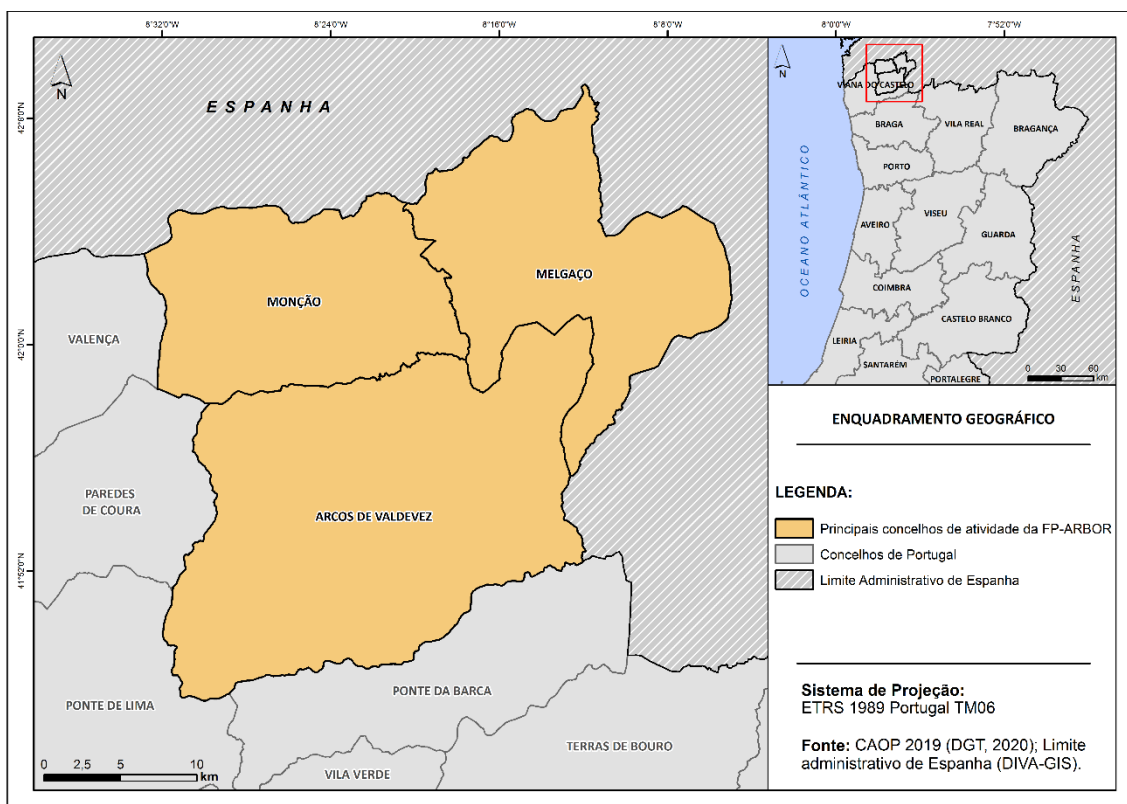 8°32'0"W
8°24'0"W
8°16'0"W
8°8'0"W
8°0'0"W
7°52'0"W
N
ESPANHA
42°0'0"N
41°52'0"N
MELGAÇO
MONÇÃO
VALENÇA
ARCOS DE VALDEVEZ
PAREDES
DE COURA
PONTE DE LIMA
PONTE DA BARCA
TERRAS DE BOURO
VILA VERDE
0 2,5 5 10
km
N
OCEANO ATLÂNTICO
VIANA DO CASTELO
BRAGA
VILA REAL
BRAGANÇA
PORTO
AVEIRO
VISEU
GUARDA
COIMBRA
CASTELO BRANCO
LEIRIA
SANTARÉM
PORTALEGRE
ESPANHA
0 30 60
km
ENQUADRAMENTO GEOGRÁFICO
LEGENDA:
Principais concelhos de atividade da FP-ARBOR
Concelhos de Portugal
Limite Administrativo de Espanha
Sistema de Projeção:
ETRS 1989 Portugal TM06
Fonte: CAOP 2019 (DGT, 2020); Limite
administrativo de Espanha (DIVA-GIS).